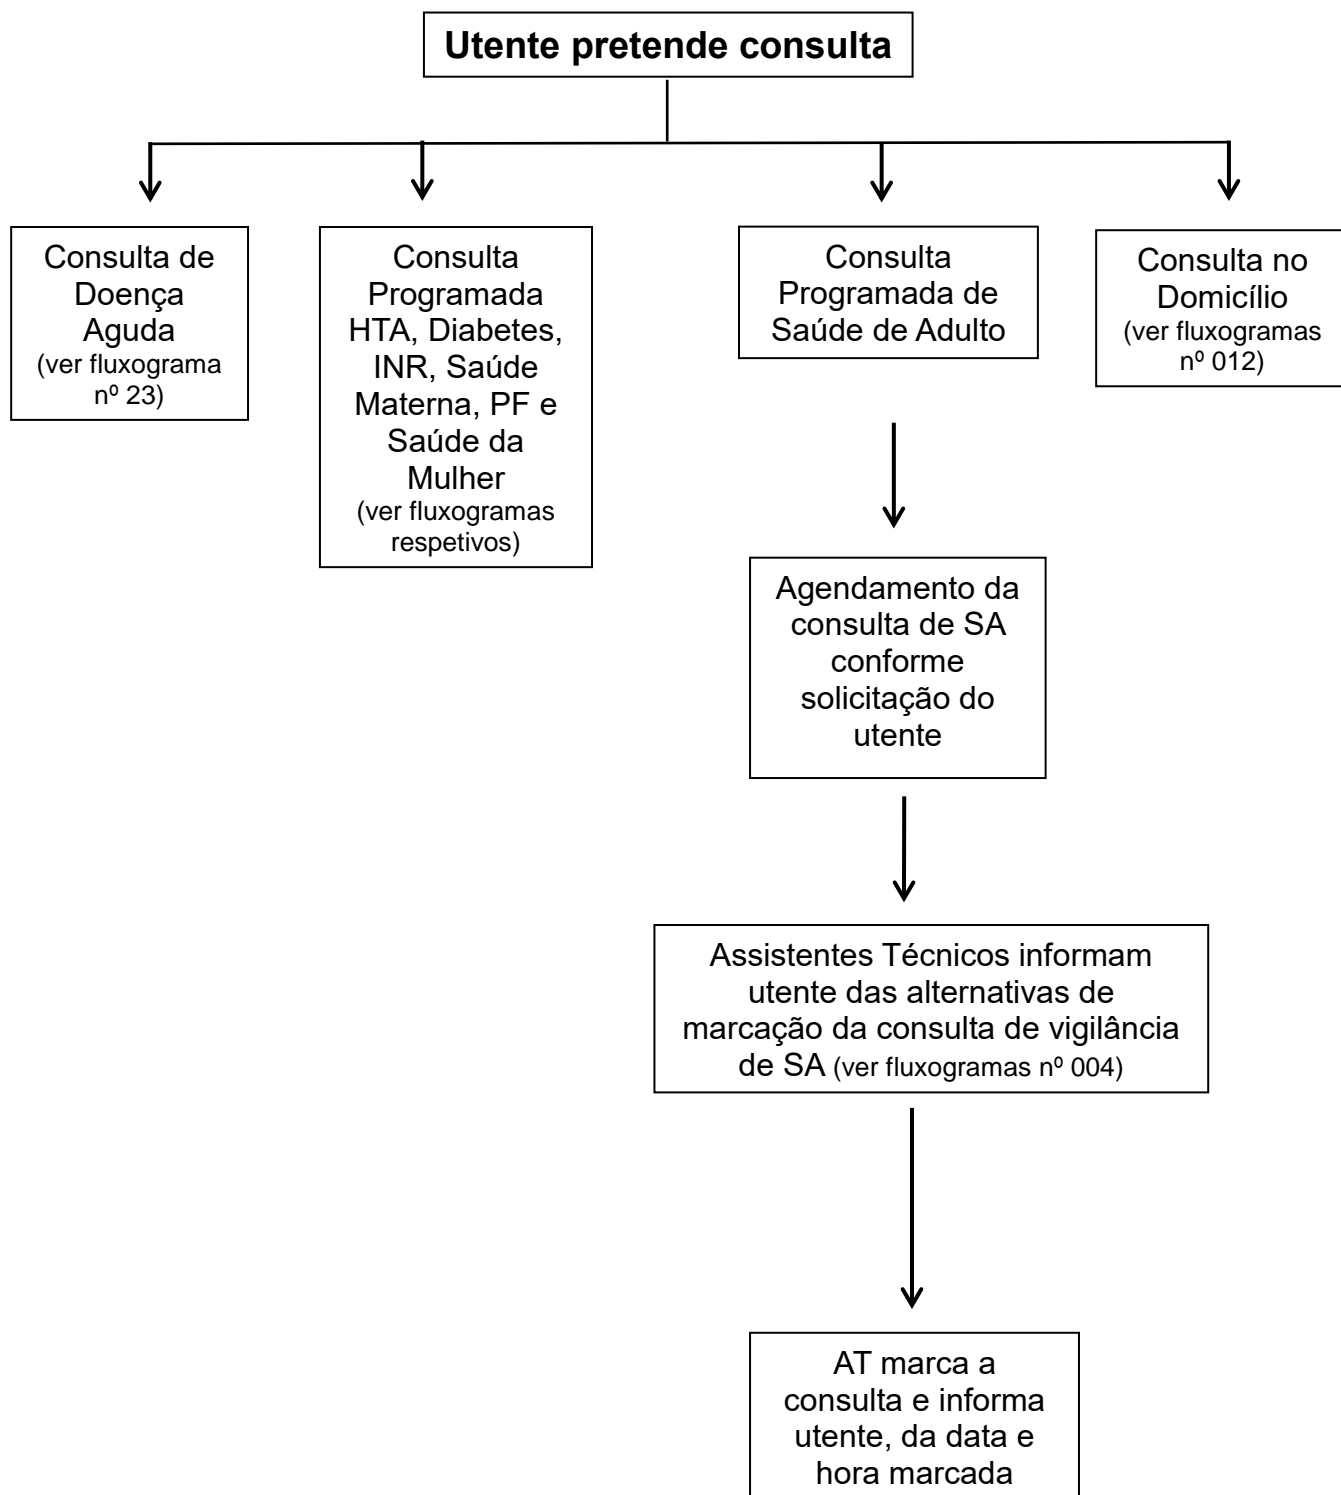 Utente pretende consulta
Consulta de
Doença
Aguda
(ver fluxograma
nº 23)
Consulta
Programada
HTA, Diabetes,
INR, Saúde
Materna, PF e
Saúde da
Mulher
(ver fluxogramas
respetivos)
Consulta
Programada de
Saúde de Adulto
Consulta no
Domicílio
(ver fluxogramas
nº 012)
Agendamento da
consulta de SA
conforme
solicitação do
utente
Assistentes Técnicos informam
utente das alternativas de
marcação da consulta de vigilância
de SA (ver fluxogramas nº 004)
AT marca a
consulta e informa
utente, da data e
hora marcada